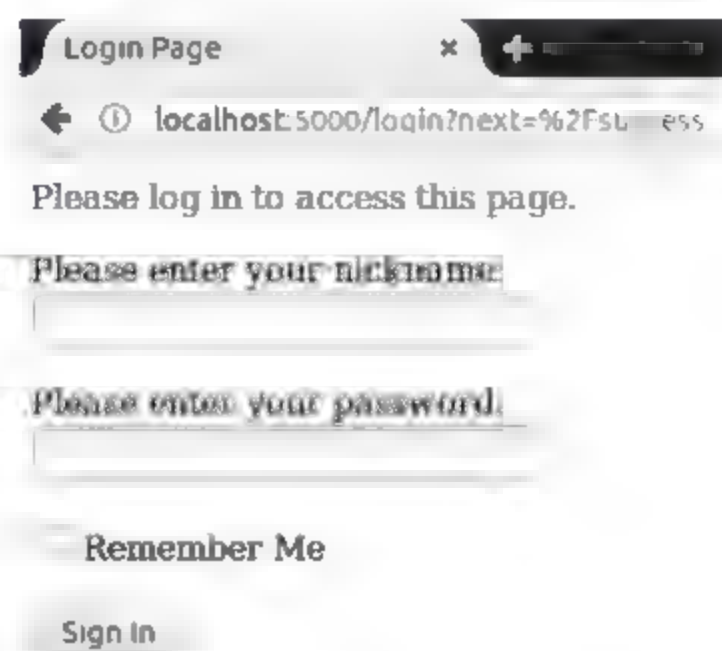 Login Page
localhost:5000/login?next=%2Fsu ess
Please log in to access this page.
Please enter your nickname:
Please enter your password.
Remember Me
Sign In